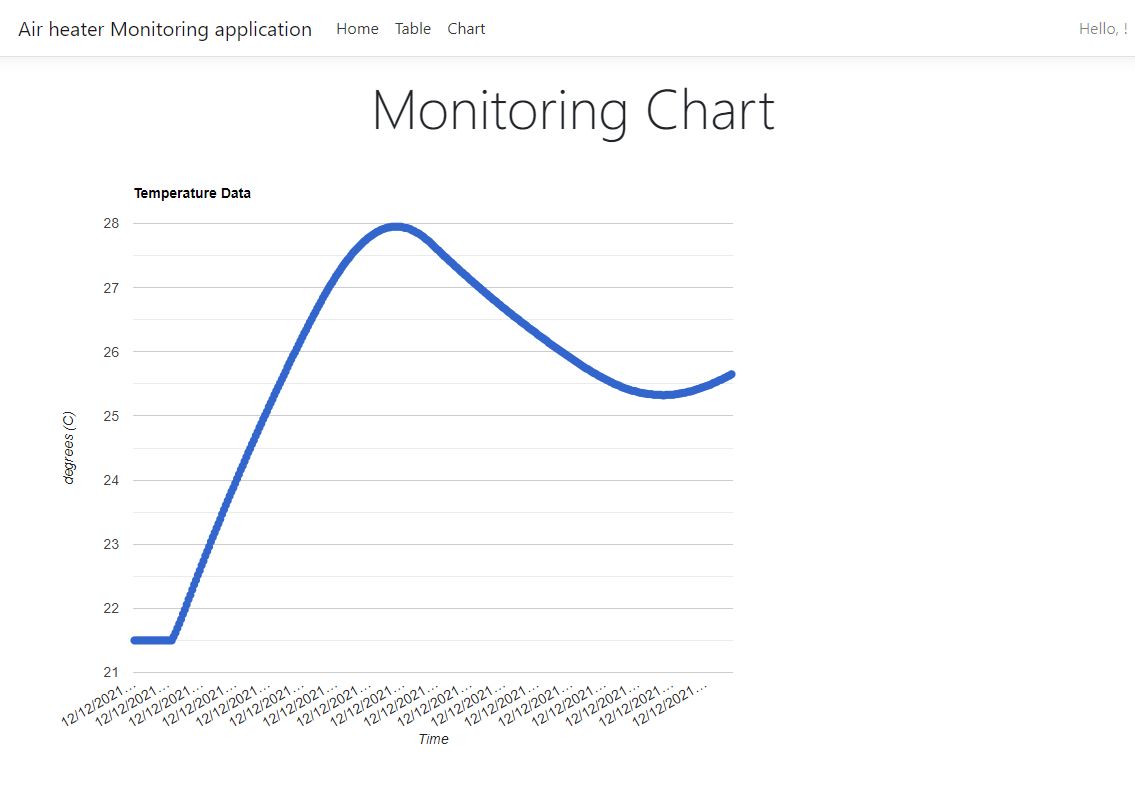 Air heater Monitoring application Home Table Chart Hello, !
Monitoring Chart
Temperature Data
28
27
26
25
24
23
22
21
degrees (C)
12/12/2021… 12/12/2021… 12/12/2021… 12/12/2021… 12/12/2021… 12/12/2021… 12/12/2021… 12/12/2021… 12/12/2021… 12/12/2021… 12/12/2021… 12/12/2021… 12/12/2021… 12/12/2021… 12/12/2021… 12/12/2021… 12/12/2021… 12/12/2021…
Time